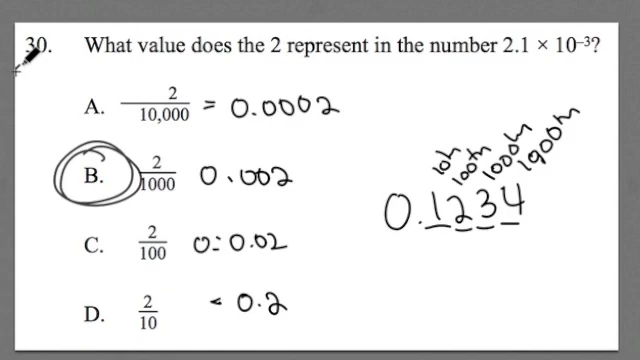 30. What value does the 2 represent in the number 2.1 × 10⁻³?
A. 2/10,000 = 0.0002
B. 2/1000 0.002
C. 2/100 0.02
D. 2/10 0.2
10th 100th 1000th
0.1234